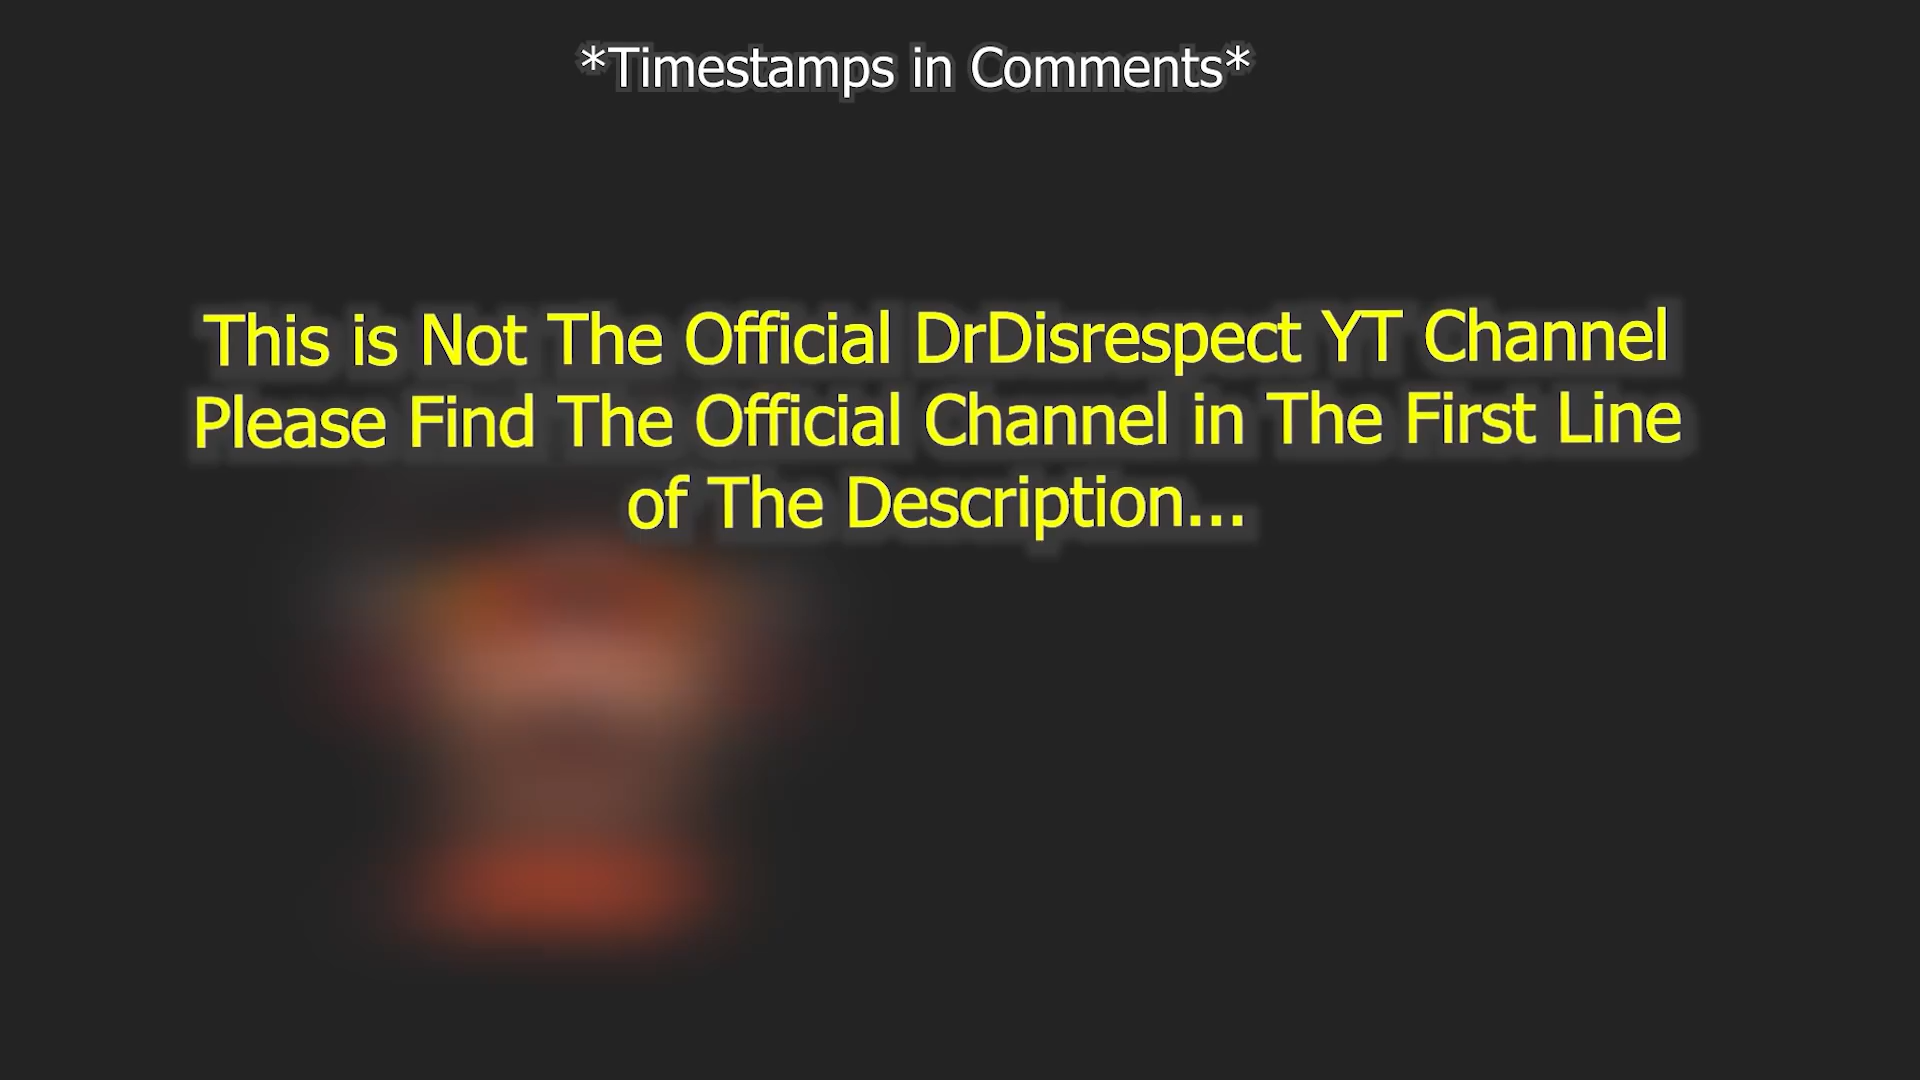 *Timestamps in Comments*
This is Not The Official DrDisrespect YT Channel
Please Find The Official Channel in The First Line
of The Description...